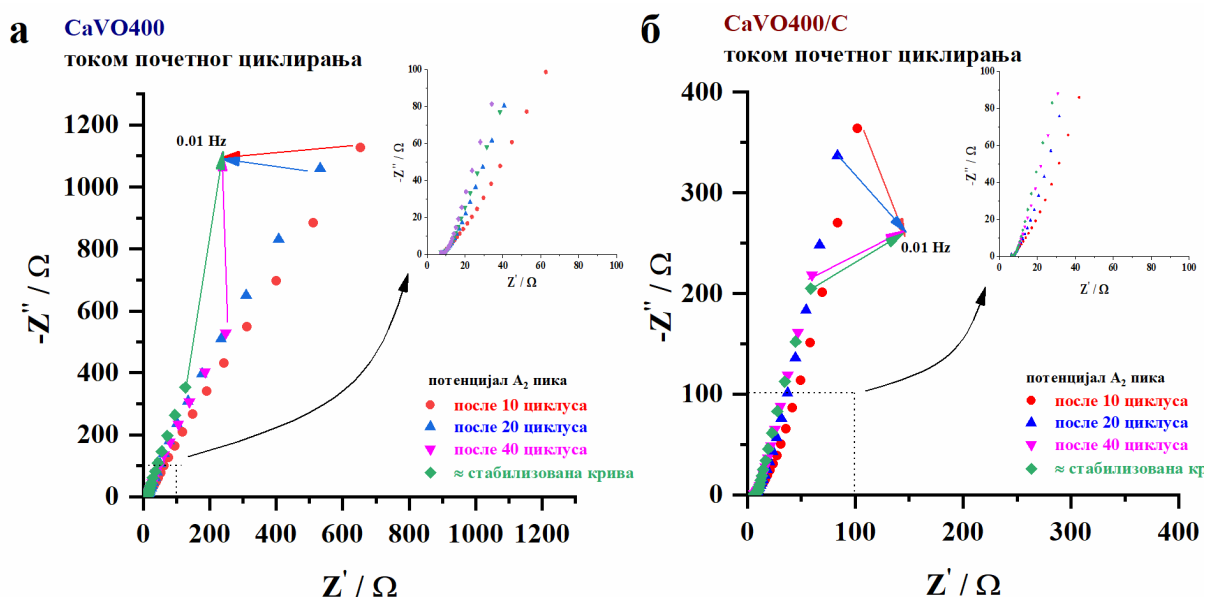 а
CaVO400
током почетног циклирања
-Z'' / Ω
1200
1000
800
600
400
200
0
0 200 400 600 800 1000 1200
Z' / Ω
0.01 Hz
-Z'' / Ω
100
80
60
40
20
0
0 20 40 60 80 100
Z' / Ω
потенцијал A₂ пика
после 10 циклуса
после 20 циклуса
после 40 циклуса
≈ стабилизована крива
б
CaVO400/C
током почетног циклирања
-Z'' / Ω
400
300
200
100
0
0 100 200 300 400
Z' / Ω
0.01 Hz
-Z'' / Ω
100
80
60
40
20
0
0 20 40 60 80 100
Z' / Ω
потенцијал A₂ пика
после 10 циклуса
после 20 циклуса
после 40 циклуса
≈ стабилизована кр